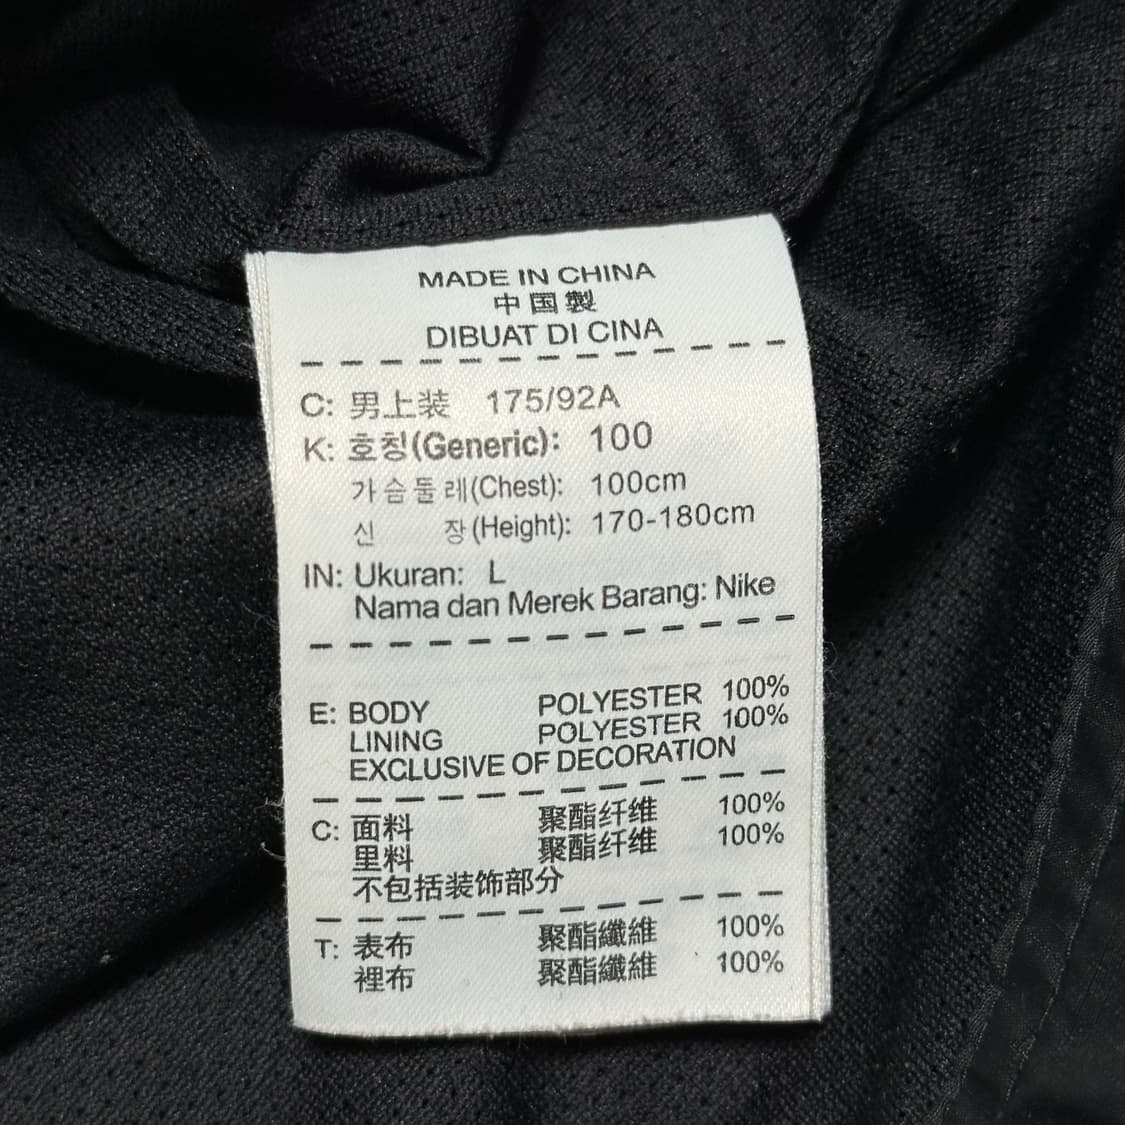 MADE IN CHINA
中国製
DIBUAT DI CINA
C: 男上装 175/92A
K: 호칭(Generic): 100
가슴둘레(Chest): 100cm
신 장(Height): 170-180cm
IN: Ukuran: L
Nama dan Merek Barang: Nike
E: BODY POLYESTER 100%
LINING POLYESTER 100%
EXCLUSIVE OF DECORATION
C: 面料 聚酯纤维 100%
里料 聚酯纤维 100%
不包括装饰部分
T: 表布 聚酯纖維 100%
裡布 聚酯纖維 100%